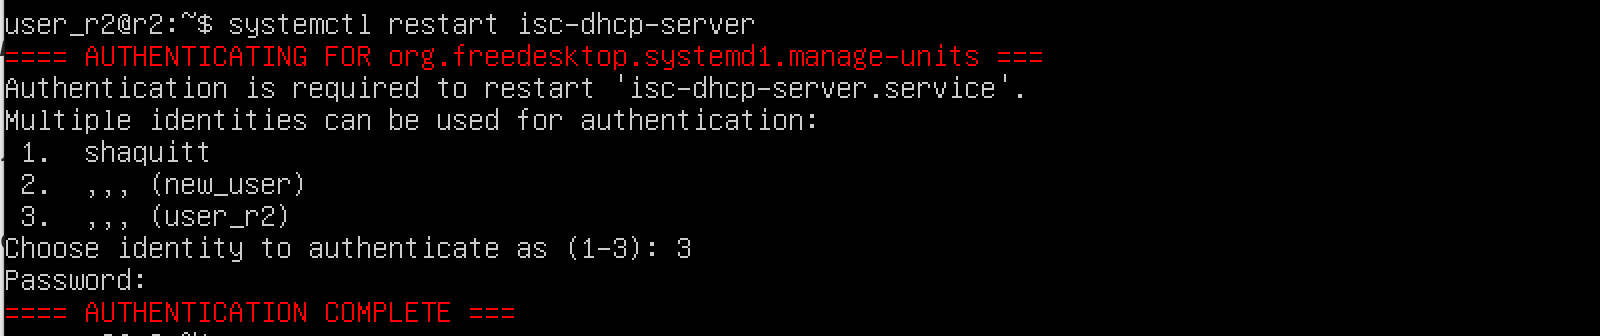 user_r2@r2:~$ systemctl restart isc-dhcp-server
==== AUTHENTICATING FOR org.freedesktop.systemd1.manage-units ===
Authentication is required to restart 'isc-dhcp-server.service'.
Multiple identities can be used for authentication:
 1.  shaquitt
 2.  ,,, (new_user)
 3.  ,,, (user_r2)
Choose identity to authenticate as (1-3): 3
Password:
==== AUTHENTICATION COMPLETE ===